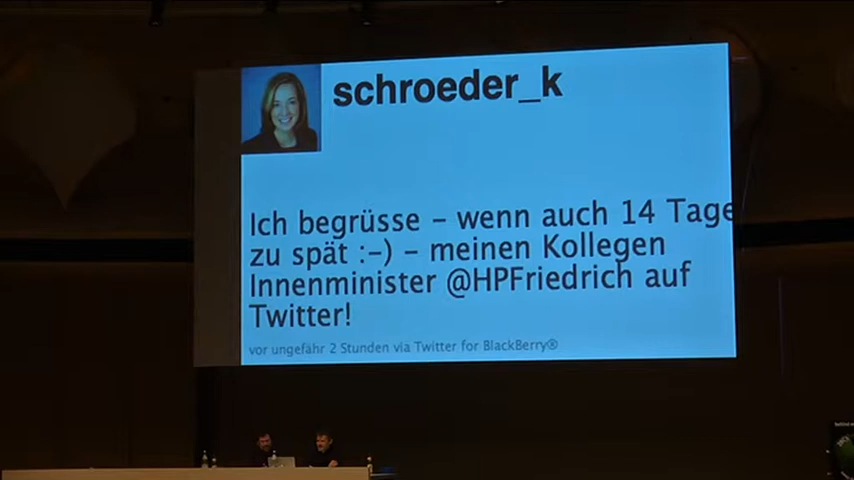 schroeder_k
Ich begrüsse – wenn auch 14 Tage
zu spät :-) – meinen Kollegen
Innenminister @HPFriedrich auf
Twitter!
vor ungefähr 2 Stunden via Twitter for BlackBerry®